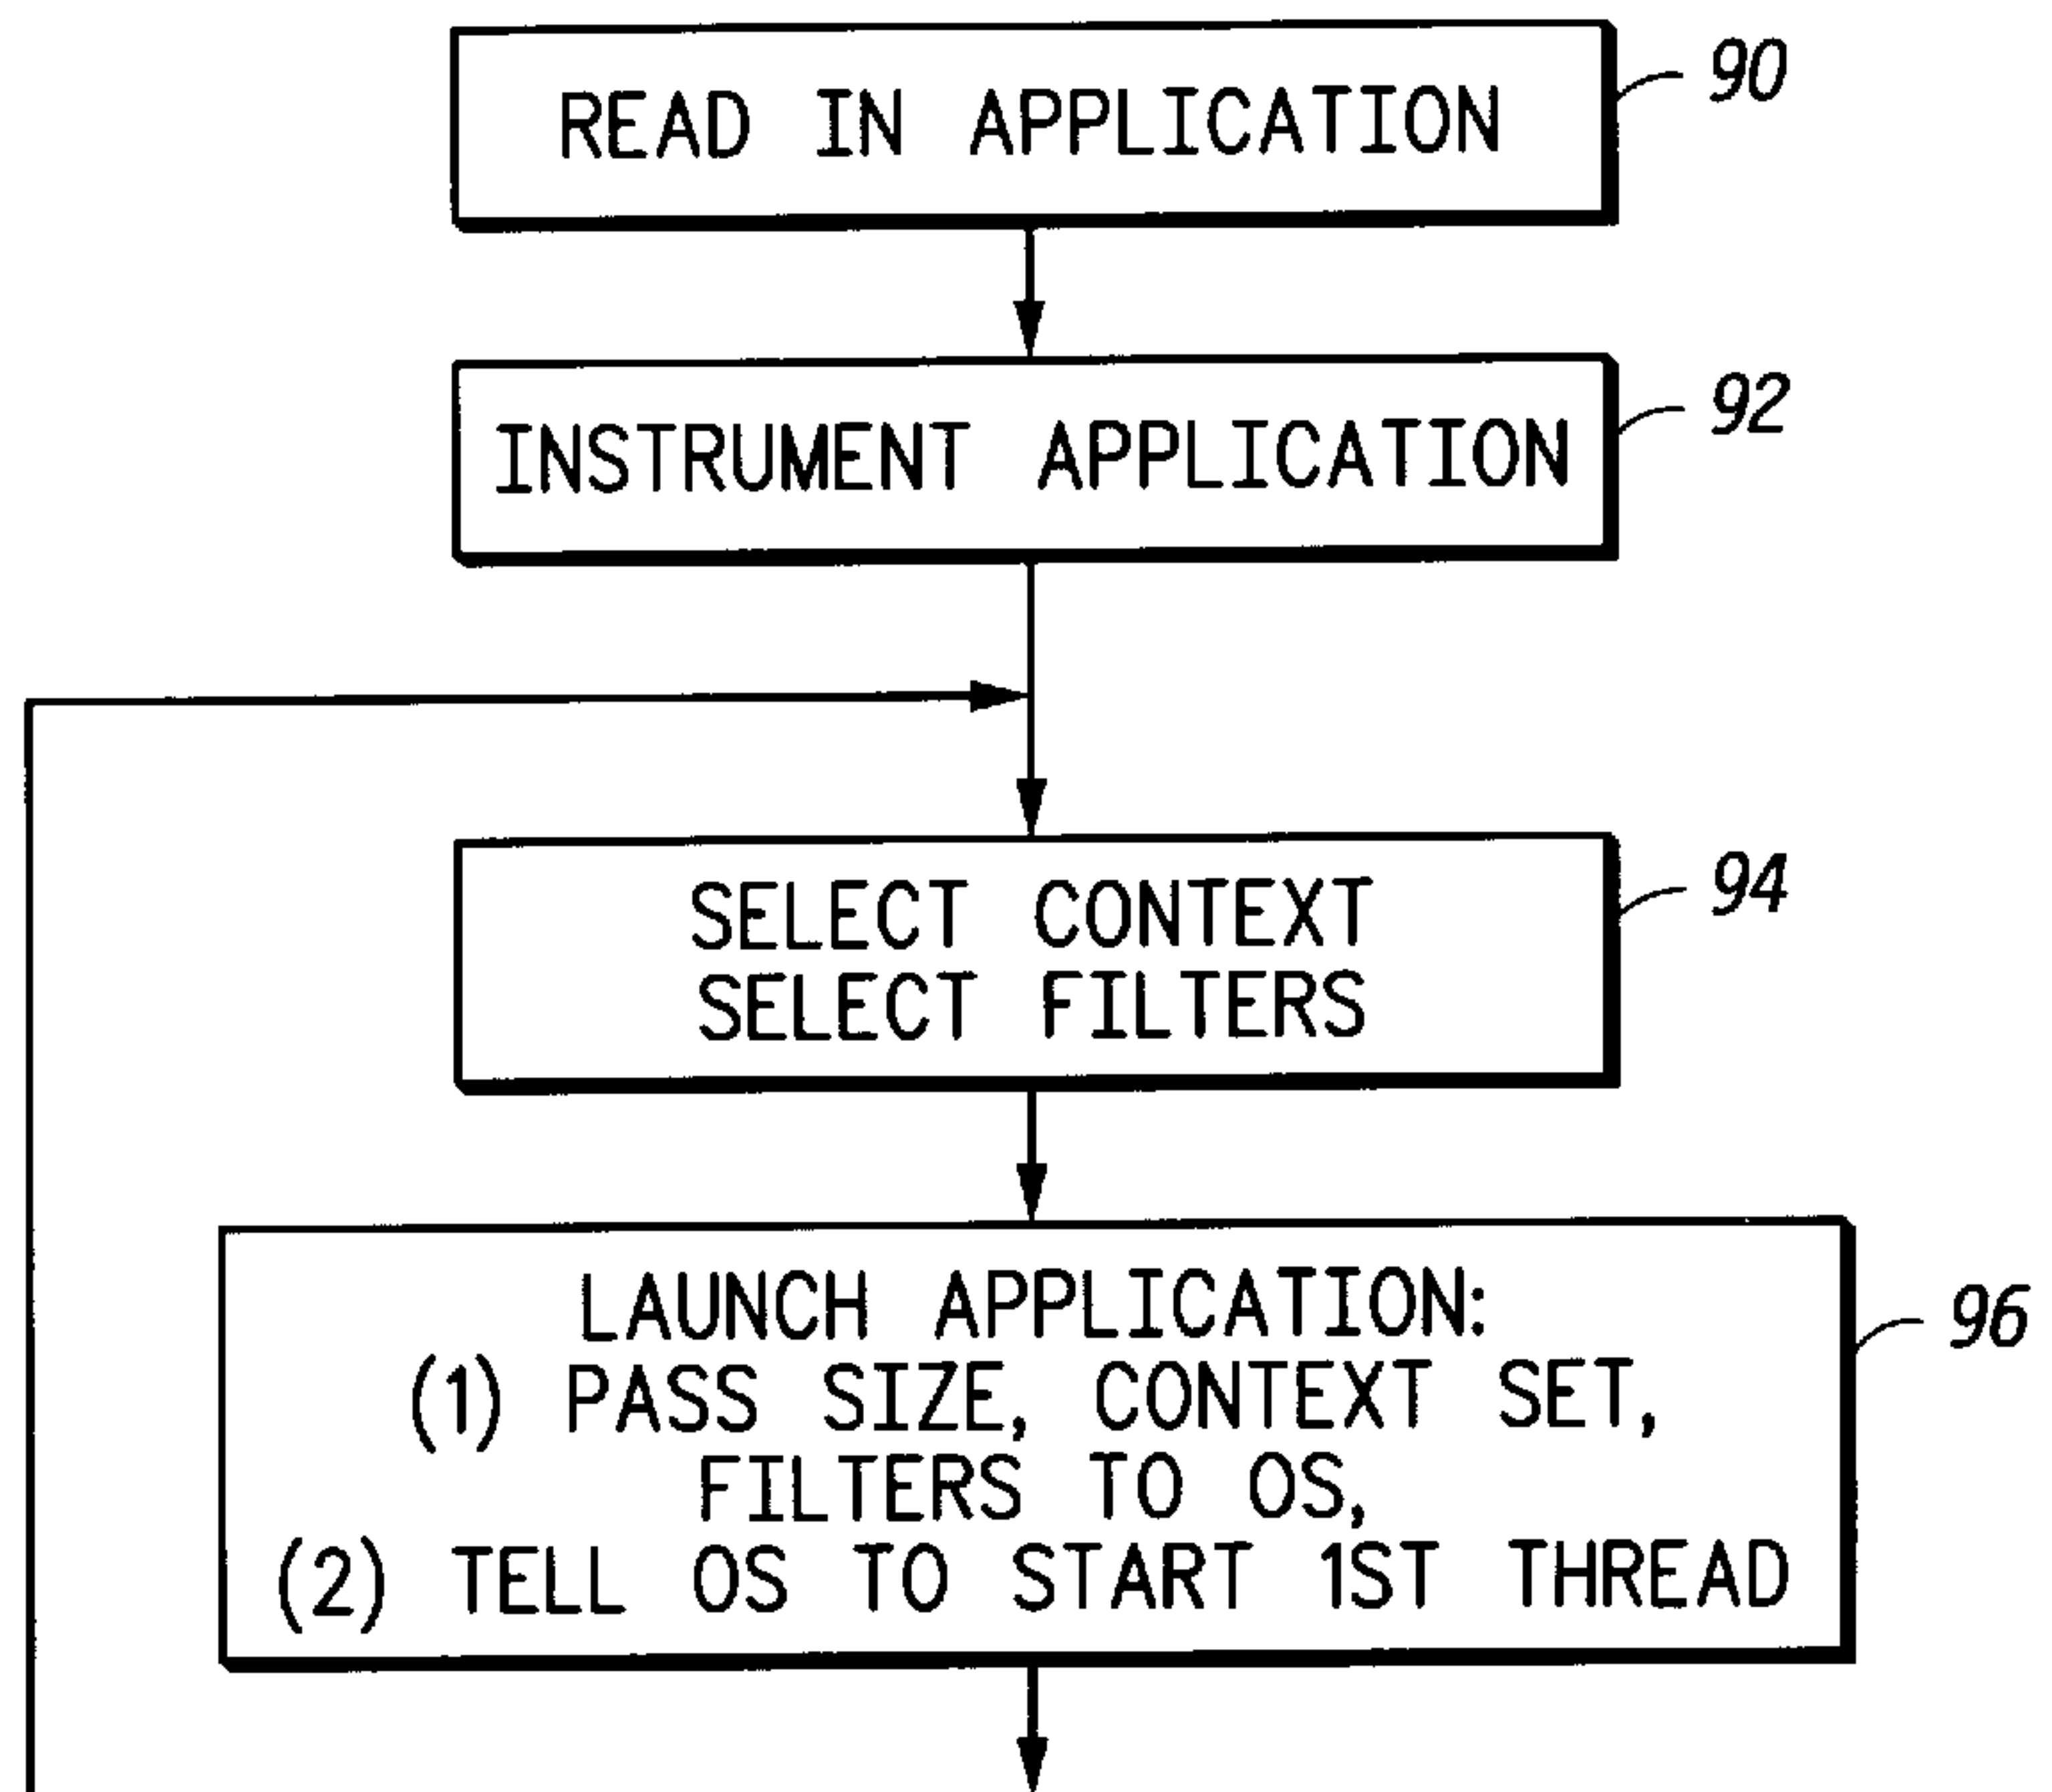 READ IN APPLICATION
90
INSTRUMENT APPLICATION
92
SELECT CONTEXT
SELECT FILTERS
94
LAUNCH APPLICATION:
(1) PASS SIZE, CONTEXT SET,
FILTERS TO OS,
(2) TELL OS TO START 1ST THREAD
96